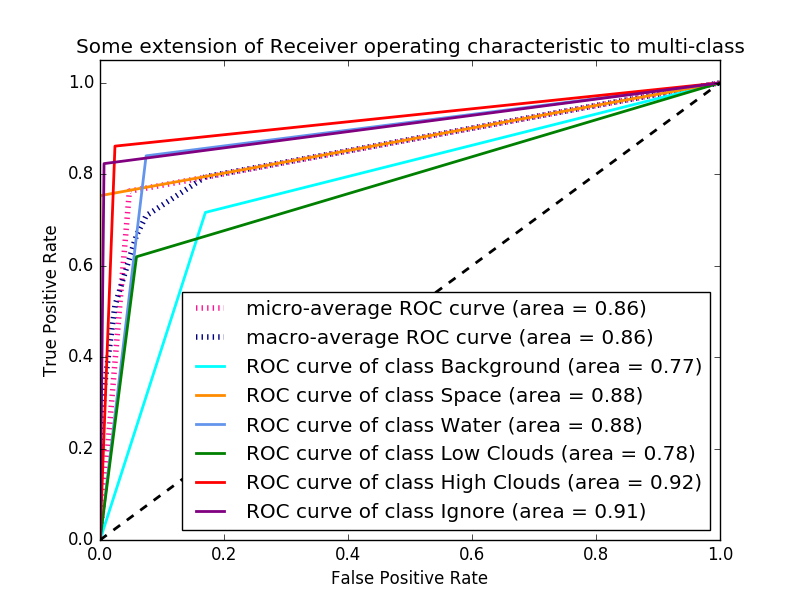 Some extension of Receiver operating characteristic to multi-class
1.0
0.8
0.6
0.4
0.2
0.0
True Positive Rate
micro-average ROC curve (area = 0.86)
macro-average ROC curve (area = 0.86)
ROC curve of class Background (area = 0.77)
ROC curve of class Space (area = 0.88)
ROC curve of class Water (area = 0.88)
ROC curve of class Low Clouds (area = 0.78)
ROC curve of class High Clouds (area = 0.92)
ROC curve of class Ignore (area = 0.91)
0.0 0.2 0.4 0.6 0.8 1.0
False Positive Rate